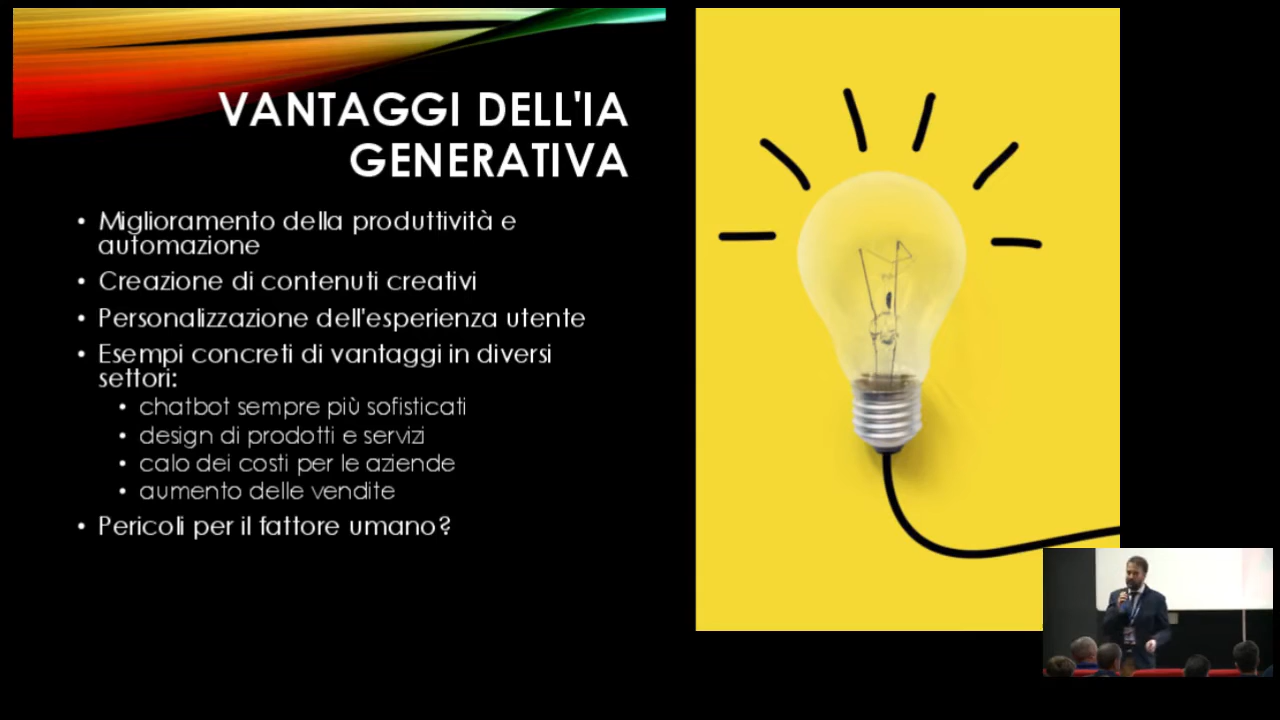 VANTAGGI DELL'IA
GENERATIVA
• Miglioramento della produttività e
automazione
• Creazione di contenuti creativi
• Personalizzazione dell'esperienza utente
• Esempi concreti di vantaggi in diversi
settori:
• chatbot sempre più sofisticati
• design di prodotti e servizi
• calo dei costi per le aziende
• aumento delle vendite
• Pericoli per il fattore umano?